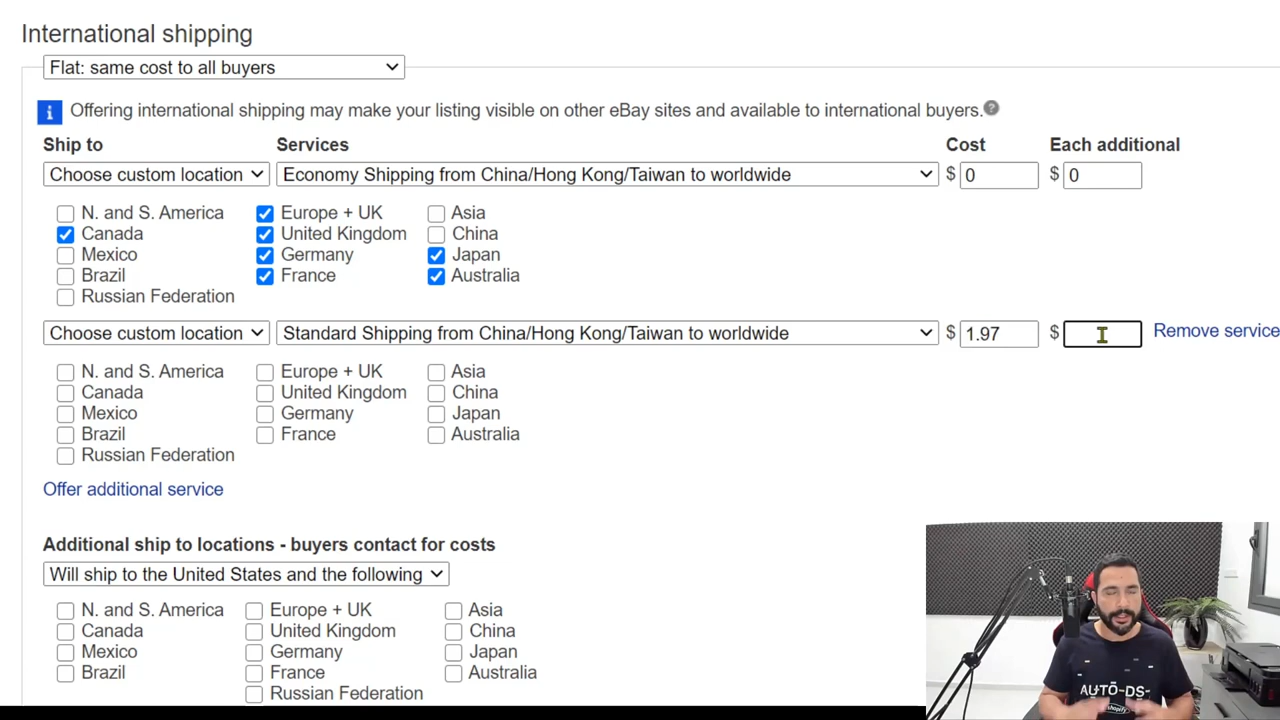 International shipping
Flat: same cost to all buyers
i Offering international shipping may make your listing visible on other eBay sites and available to international buyers. ?
Ship to Services Cost Each additional
Choose custom location Economy Shipping from China/Hong Kong/Taiwan to worldwide $ 0 $ 0
N. and S. America Europe + UK Asia
Canada United Kingdom China
Mexico Germany Japan
Brazil France Australia
Russian Federation
Choose custom location Standard Shipping from China/Hong Kong/Taiwan to worldwide $ 1.97 $ Remove service
N. and S. America Europe + UK Asia
Canada United Kingdom China
Mexico Germany Japan
Brazil France Australia
Russian Federation
Offer additional service
Additional ship to locations - buyers contact for costs
Will ship to the United States and the following
N. and S. America Europe + UK Asia
Canada United Kingdom China
Mexico Germany Japan
Brazil France Australia
Russian Federation
AUTO-DS-
shopify